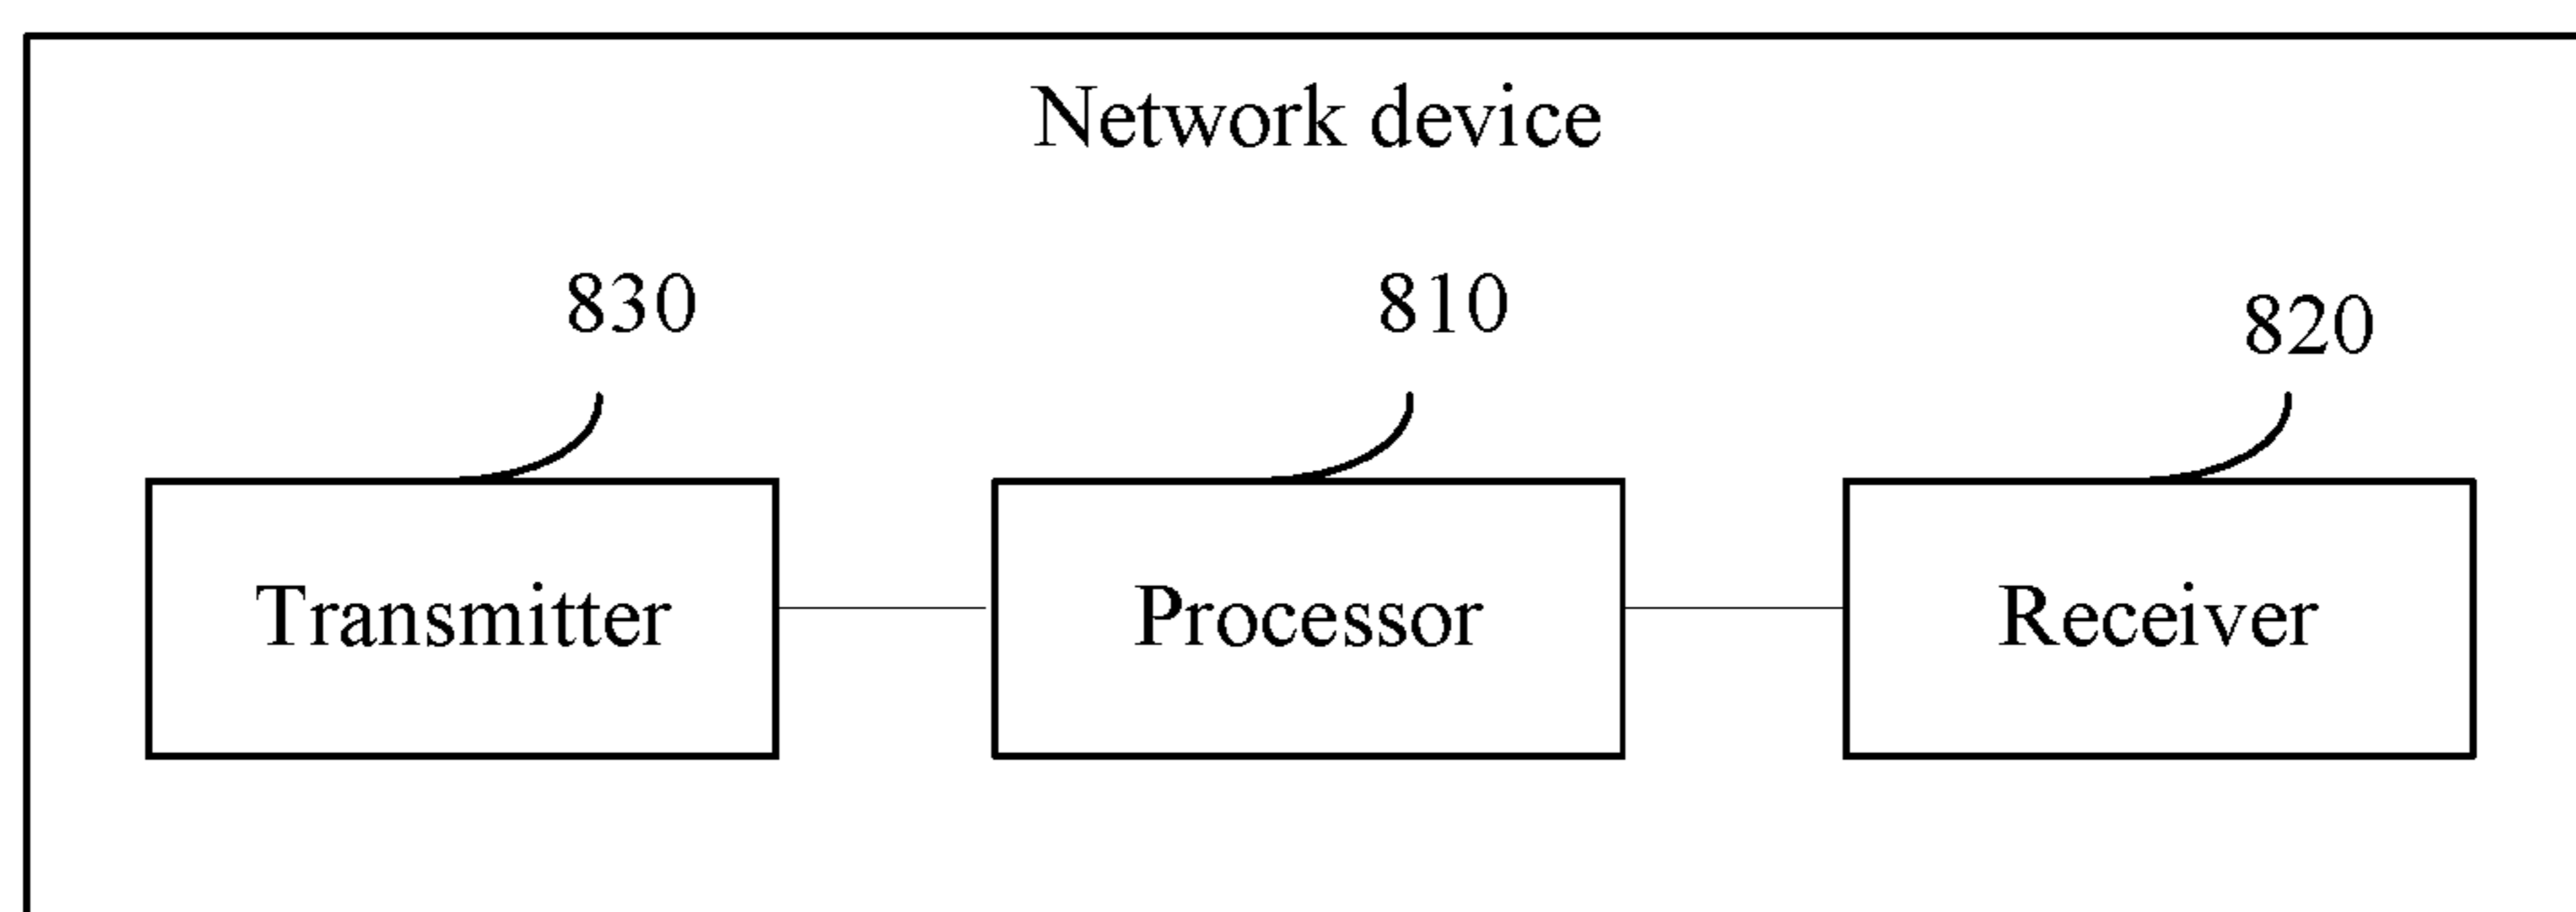 Network device
830
810
820
Transmitter
Processor
Receiver